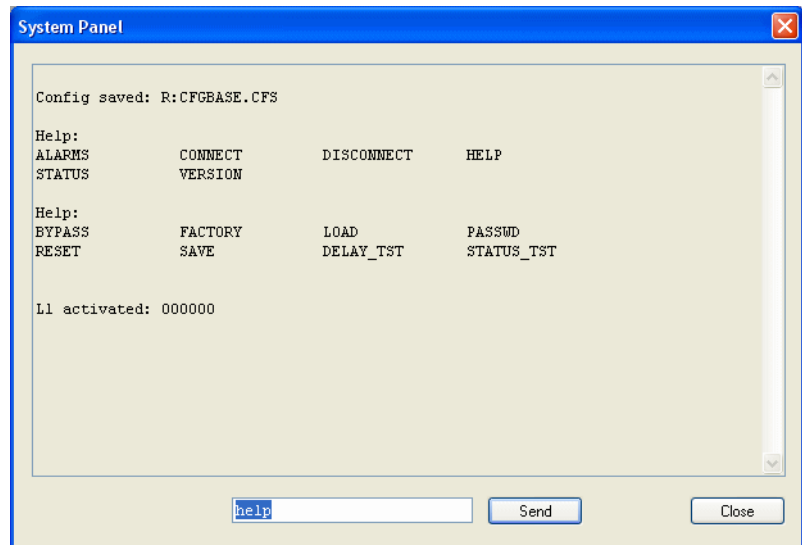 System Panel
Config saved: R:CFGBASE.CFS
Help:
ALARMS CONNECT DISCONNECT HELP
STATUS VERSION
Help:
BYPASS FACTORY LOAD PASSWD
RESET SAVE DELAY_TST STATUS_TST
L1 activated: 000000
help Send Close